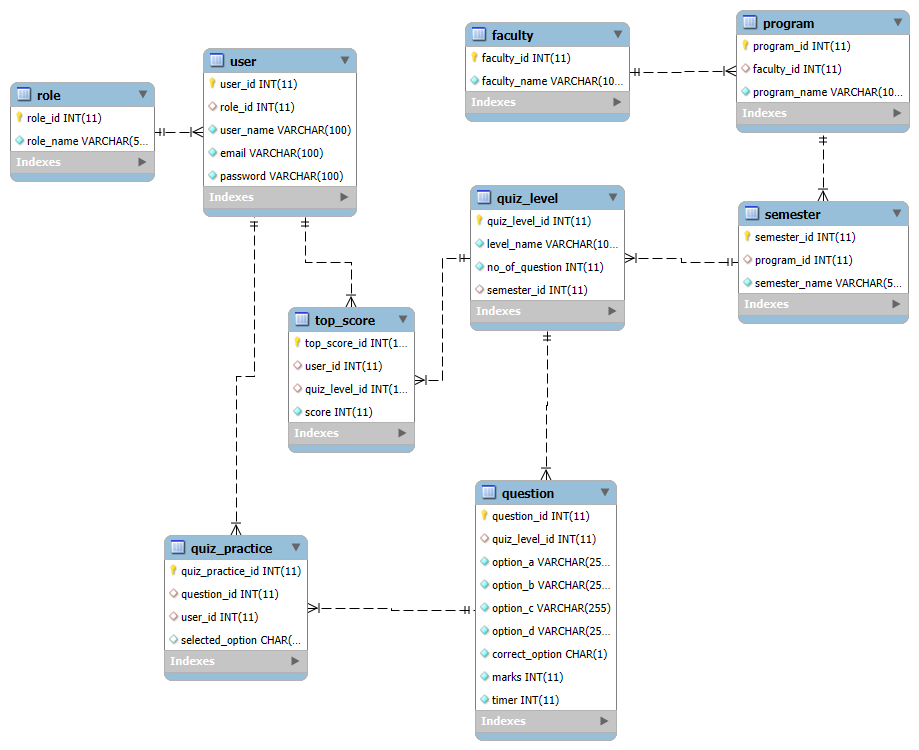 role
role_id INT(11)
role_name VARCHAR(5...
Indexes
user
user_id INT(11)
role_id INT(11)
user_name VARCHAR(100)
email VARCHAR(100)
password VARCHAR(100)
Indexes
faculty
faculty_id INT(11)
faculty_name VARCHAR(10...
Indexes
program
program_id INT(11)
faculty_id INT(11)
program_name VARCHAR(10...
Indexes
quiz_level
quiz_level_id INT(11)
level_name VARCHAR(10...
no_of_question INT(11)
semester_id INT(11)
Indexes
semester
semester_id INT(11)
program_id INT(11)
semester_name VARCHAR(5...
Indexes
top_score
top_score_id INT(1...
user_id INT(11)
quiz_level_id INT(1...
score INT(11)
Indexes
quiz_practice
quiz_practice_id INT(11)
question_id INT(11)
user_id INT(11)
selected_option CHAR(...
Indexes
question
question_id INT(11)
quiz_level_id INT(11)
option_a VARCHAR(25...
option_b VARCHAR(25...
option_c VARCHAR(255)
option_d VARCHAR(25...
correct_option CHAR(1)
marks INT(11)
timer INT(11)
Indexes